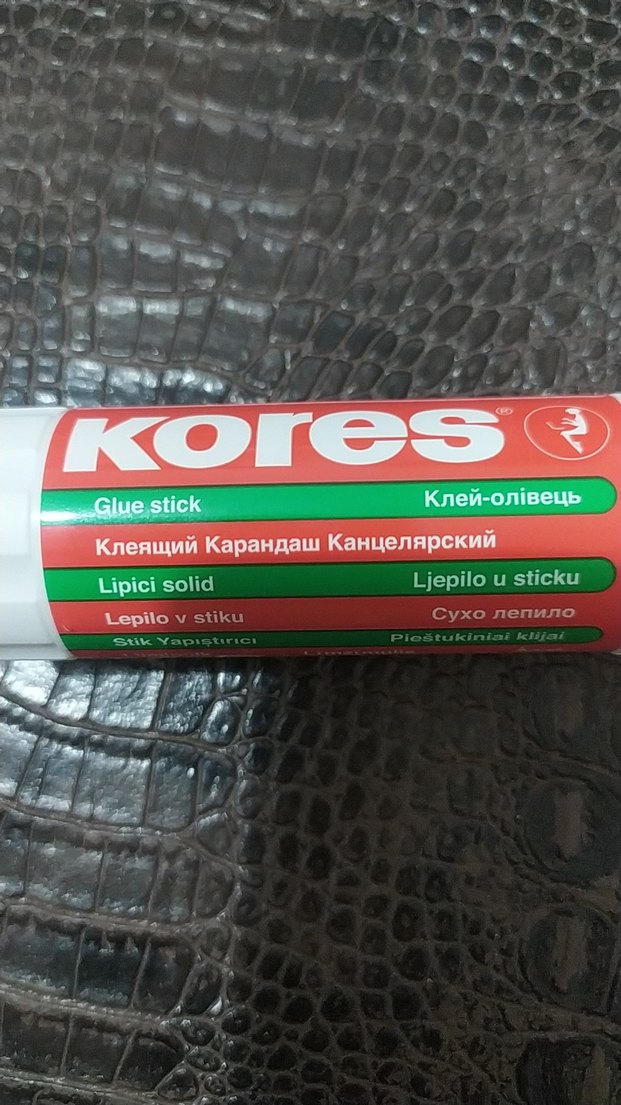 kores®
Glue stick Клей-олівець
Клеящий Карандаш Канцелярский
Lipici solid Ljepilo u sticku
Lepilo v stiku Сухо лепило
Stik Yapıştırıcı Pieštukiniai klijai